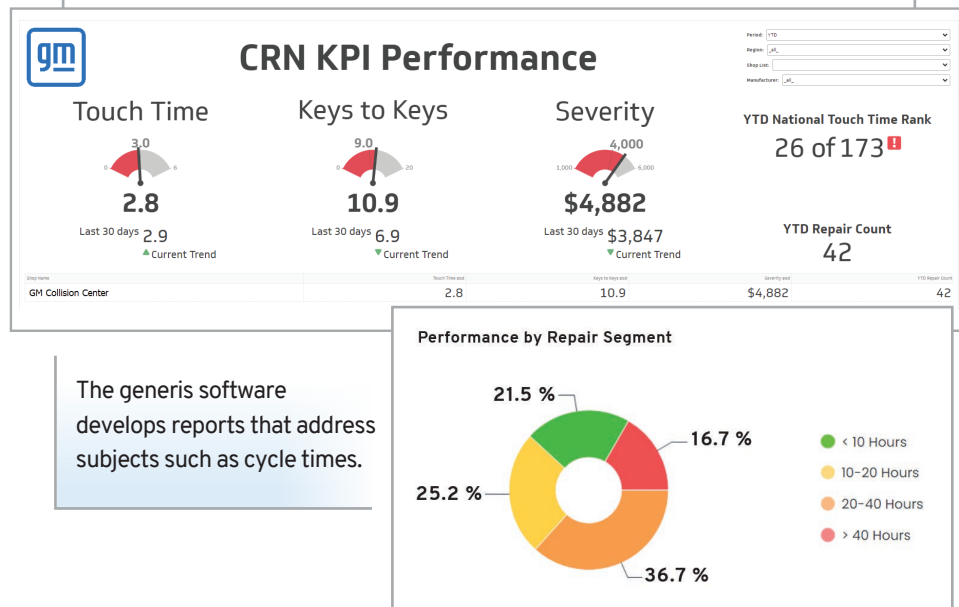 gm
CRN KPI Performance
Period: YTD
Region: _all_
Shop List:
Manufacturer: _all_
Touch Time
3.0
0
6
2.8
Last 30 days 2.9
Current Trend
Keys to Keys
9.0
0
20
10.9
Last 30 days 6.9
Current Trend
Severity
4,000
1,000
6,000
$4,882
Last 30 days $3,847
Current Trend
YTD National Touch Time Rank
26 of 173 !
YTD Repair Count
42
Shop Name Touch Time asd Keys to Keys asd Severity asd YTD Repair Count
GM Collision Center 2.8 10.9 $4,882 42
The generis software
develops reports that address
subjects such as cycle times.
Performance by Repair Segment
21.5 %
16.7 %
25.2 %
36.7 %
< 10 Hours
10-20 Hours
20-40 Hours
> 40 Hours